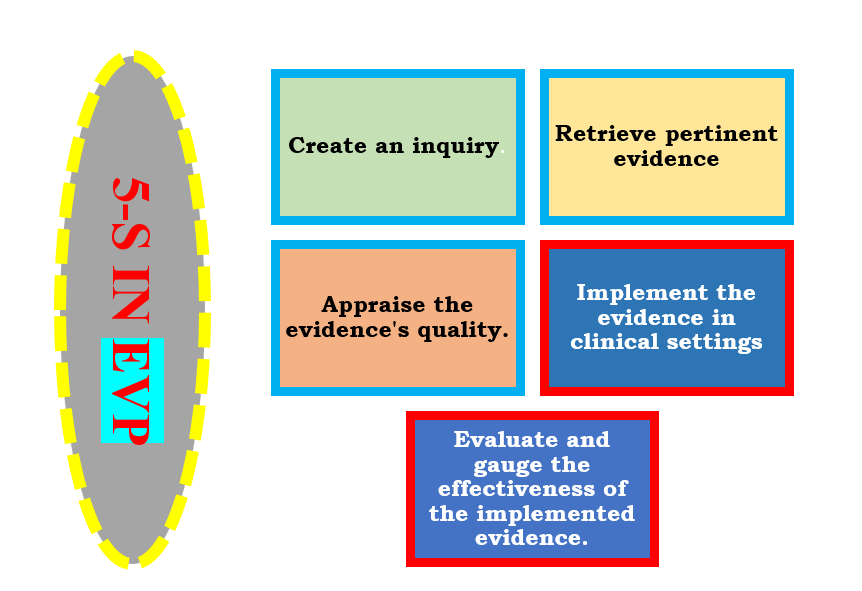 5-S IN EVP
Create an inquiry.
Retrieve pertinent
evidence
Appraise the
evidence's quality.
Implement the
evidence in
clinical settings
Evaluate and
gauge the
effectiveness of
the implemented
evidence.